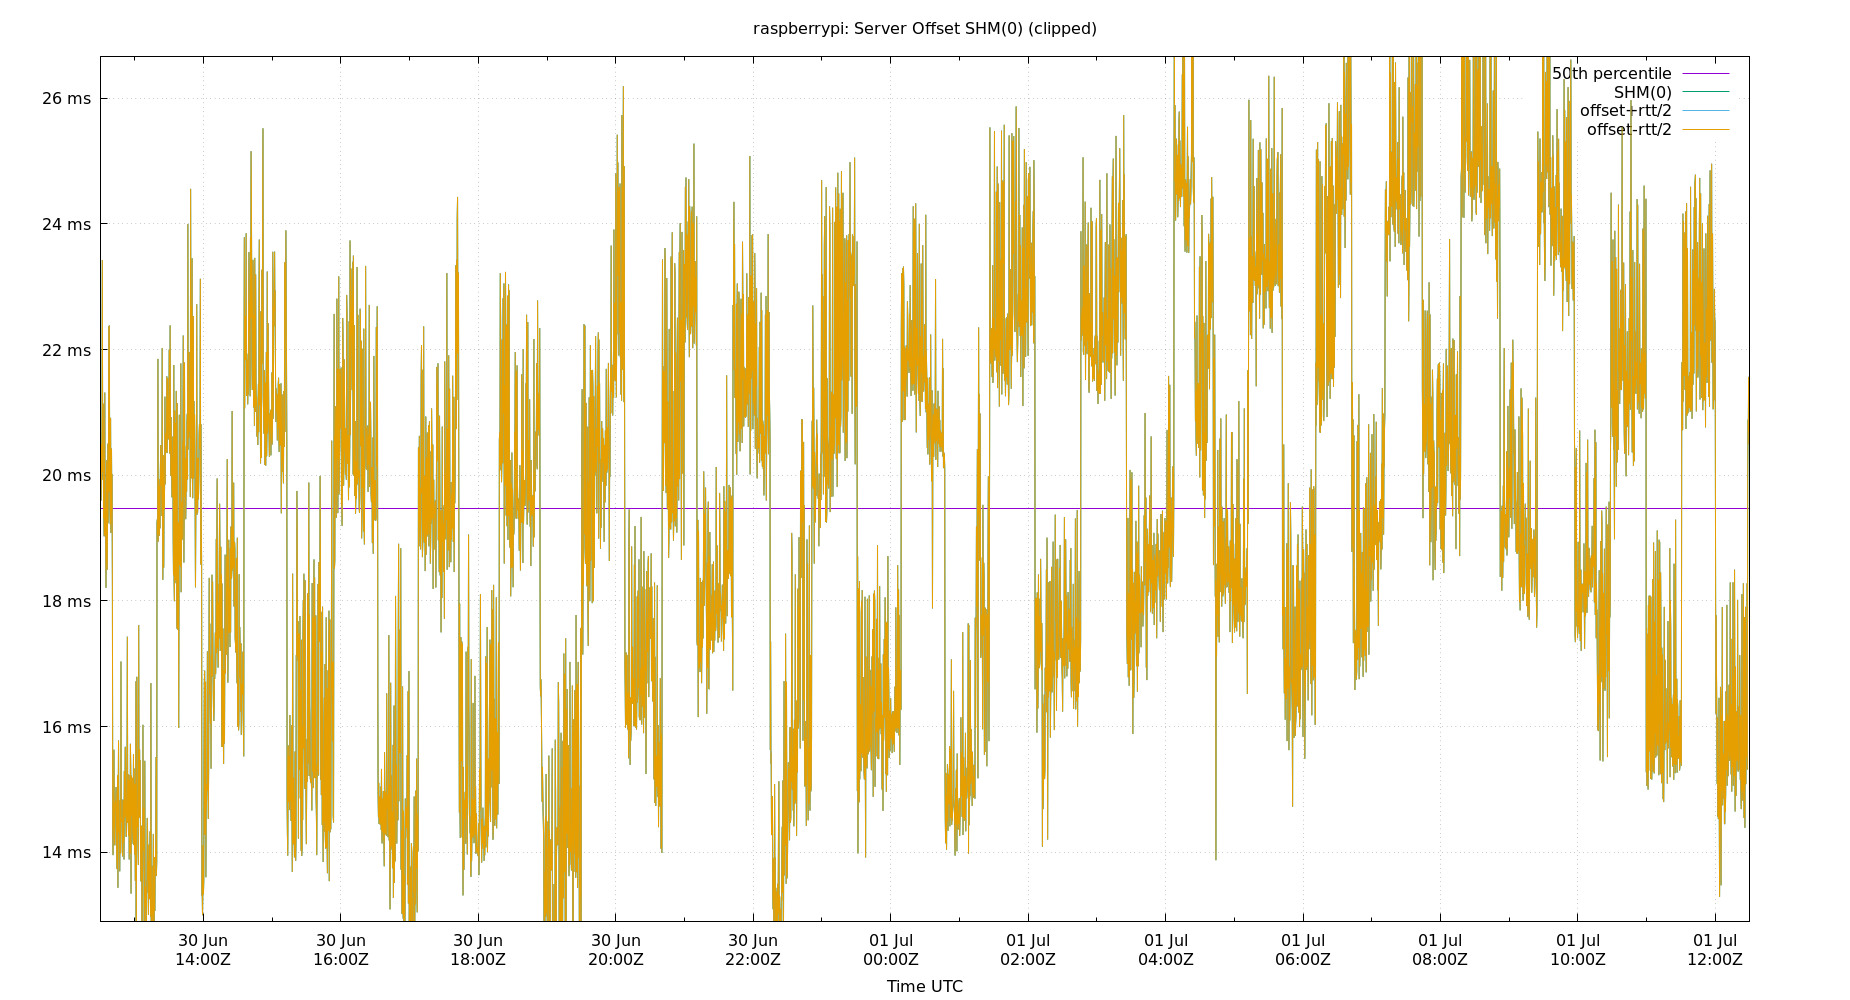 raspberrypi: Server Offset SHM(0) (clipped)
50th percentile
SHM(0)
offset+rtt/2
offset-rtt/2
26 ms
24 ms
22 ms
20 ms
18 ms
16 ms
14 ms
30 Jun 30 Jun 30 Jun 30 Jun 30 Jun 01 Jul 01 Jul 01 Jul 01 Jul 01 Jul 01 Jul 01 Jul
14:00Z 16:00Z 18:00Z 20:00Z 22:00Z 00:00Z 02:00Z 04:00Z 06:00Z 08:00Z 10:00Z 12:00Z
Time UTC